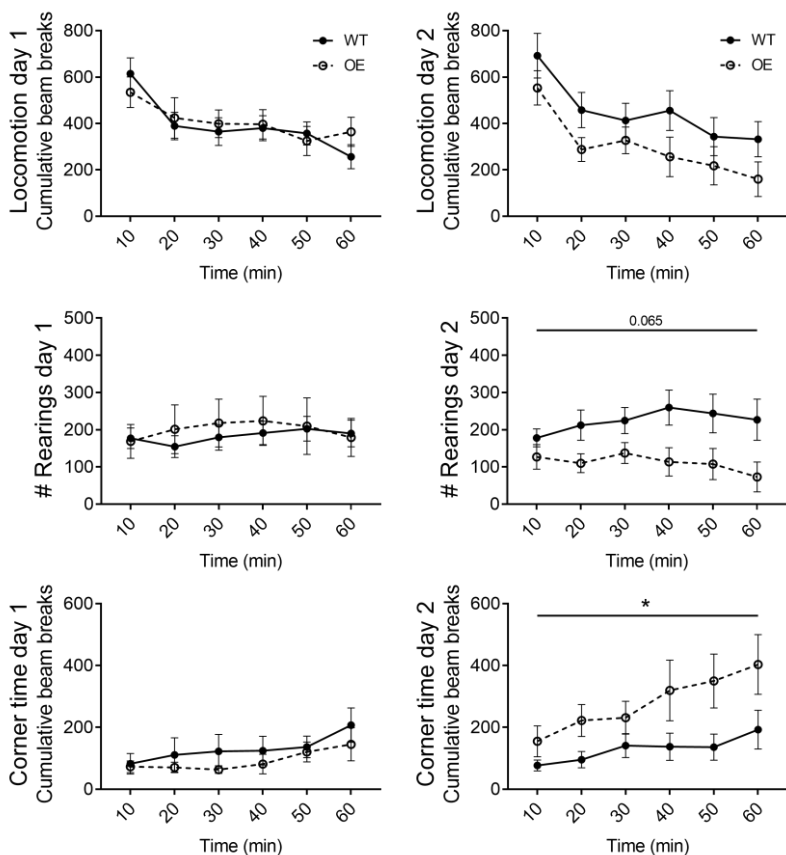 Locomotion day 1
Cumulative beam breaks
800
600
400
200
0
WT
OE
10 20 30 40 50 60
Time (min)
Locomotion day 2
Cumulative beam breaks
800
600
400
200
0
WT
OE
10 20 30 40 50 60
Time (min)
# Rearings day 1
500
400
300
200
100
0
10 20 30 40 50 60
Time (min)
# Rearings day 2
500
400
300
200
100
0
0.065
10 20 30 40 50 60
Time (min)
Corner time day 1
Cumulative beam breaks
600
400
200
0
10 20 30 40 50 60
Time (min)
Corner time day 2
Cumulative beam breaks
600
400
200
0
*
10 20 30 40 50 60
Time (min)